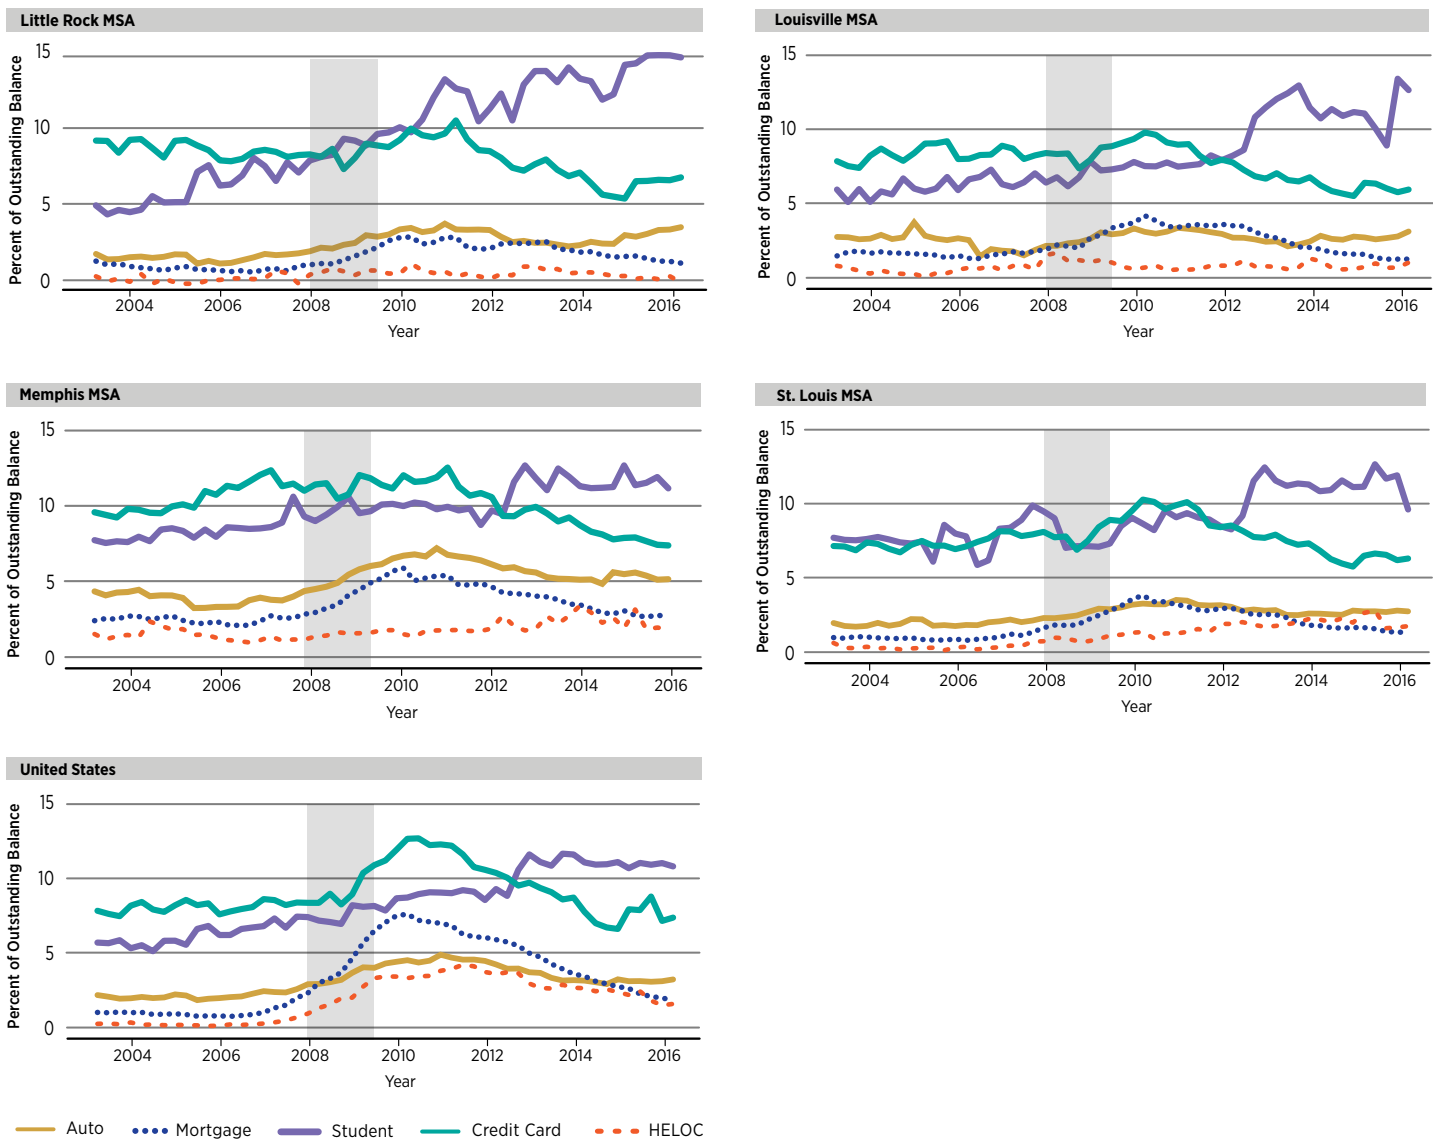 Little Rock MSA
Percent of Outstanding Balance
15
10
5
0
2004 2006 2008 2010 2012 2014 2016
Year
Louisville MSA
Percent of Outstanding Balance
15
10
5
0
2004 2006 2008 2010 2012 2014 2016
Year
Memphis MSA
Percent of Outstanding Balance
15
10
5
0
2004 2006 2008 2010 2012 2014 2016
Year
St. Louis MSA
Percent of Outstanding Balance
15
10
5
0
2004 2006 2008 2010 2012 2014 2016
Year
United States
Percent of Outstanding Balance
15
10
5
0
2004 2006 2008 2010 2012 2014 2016
Year
Auto Mortgage Student Credit Card HELOC